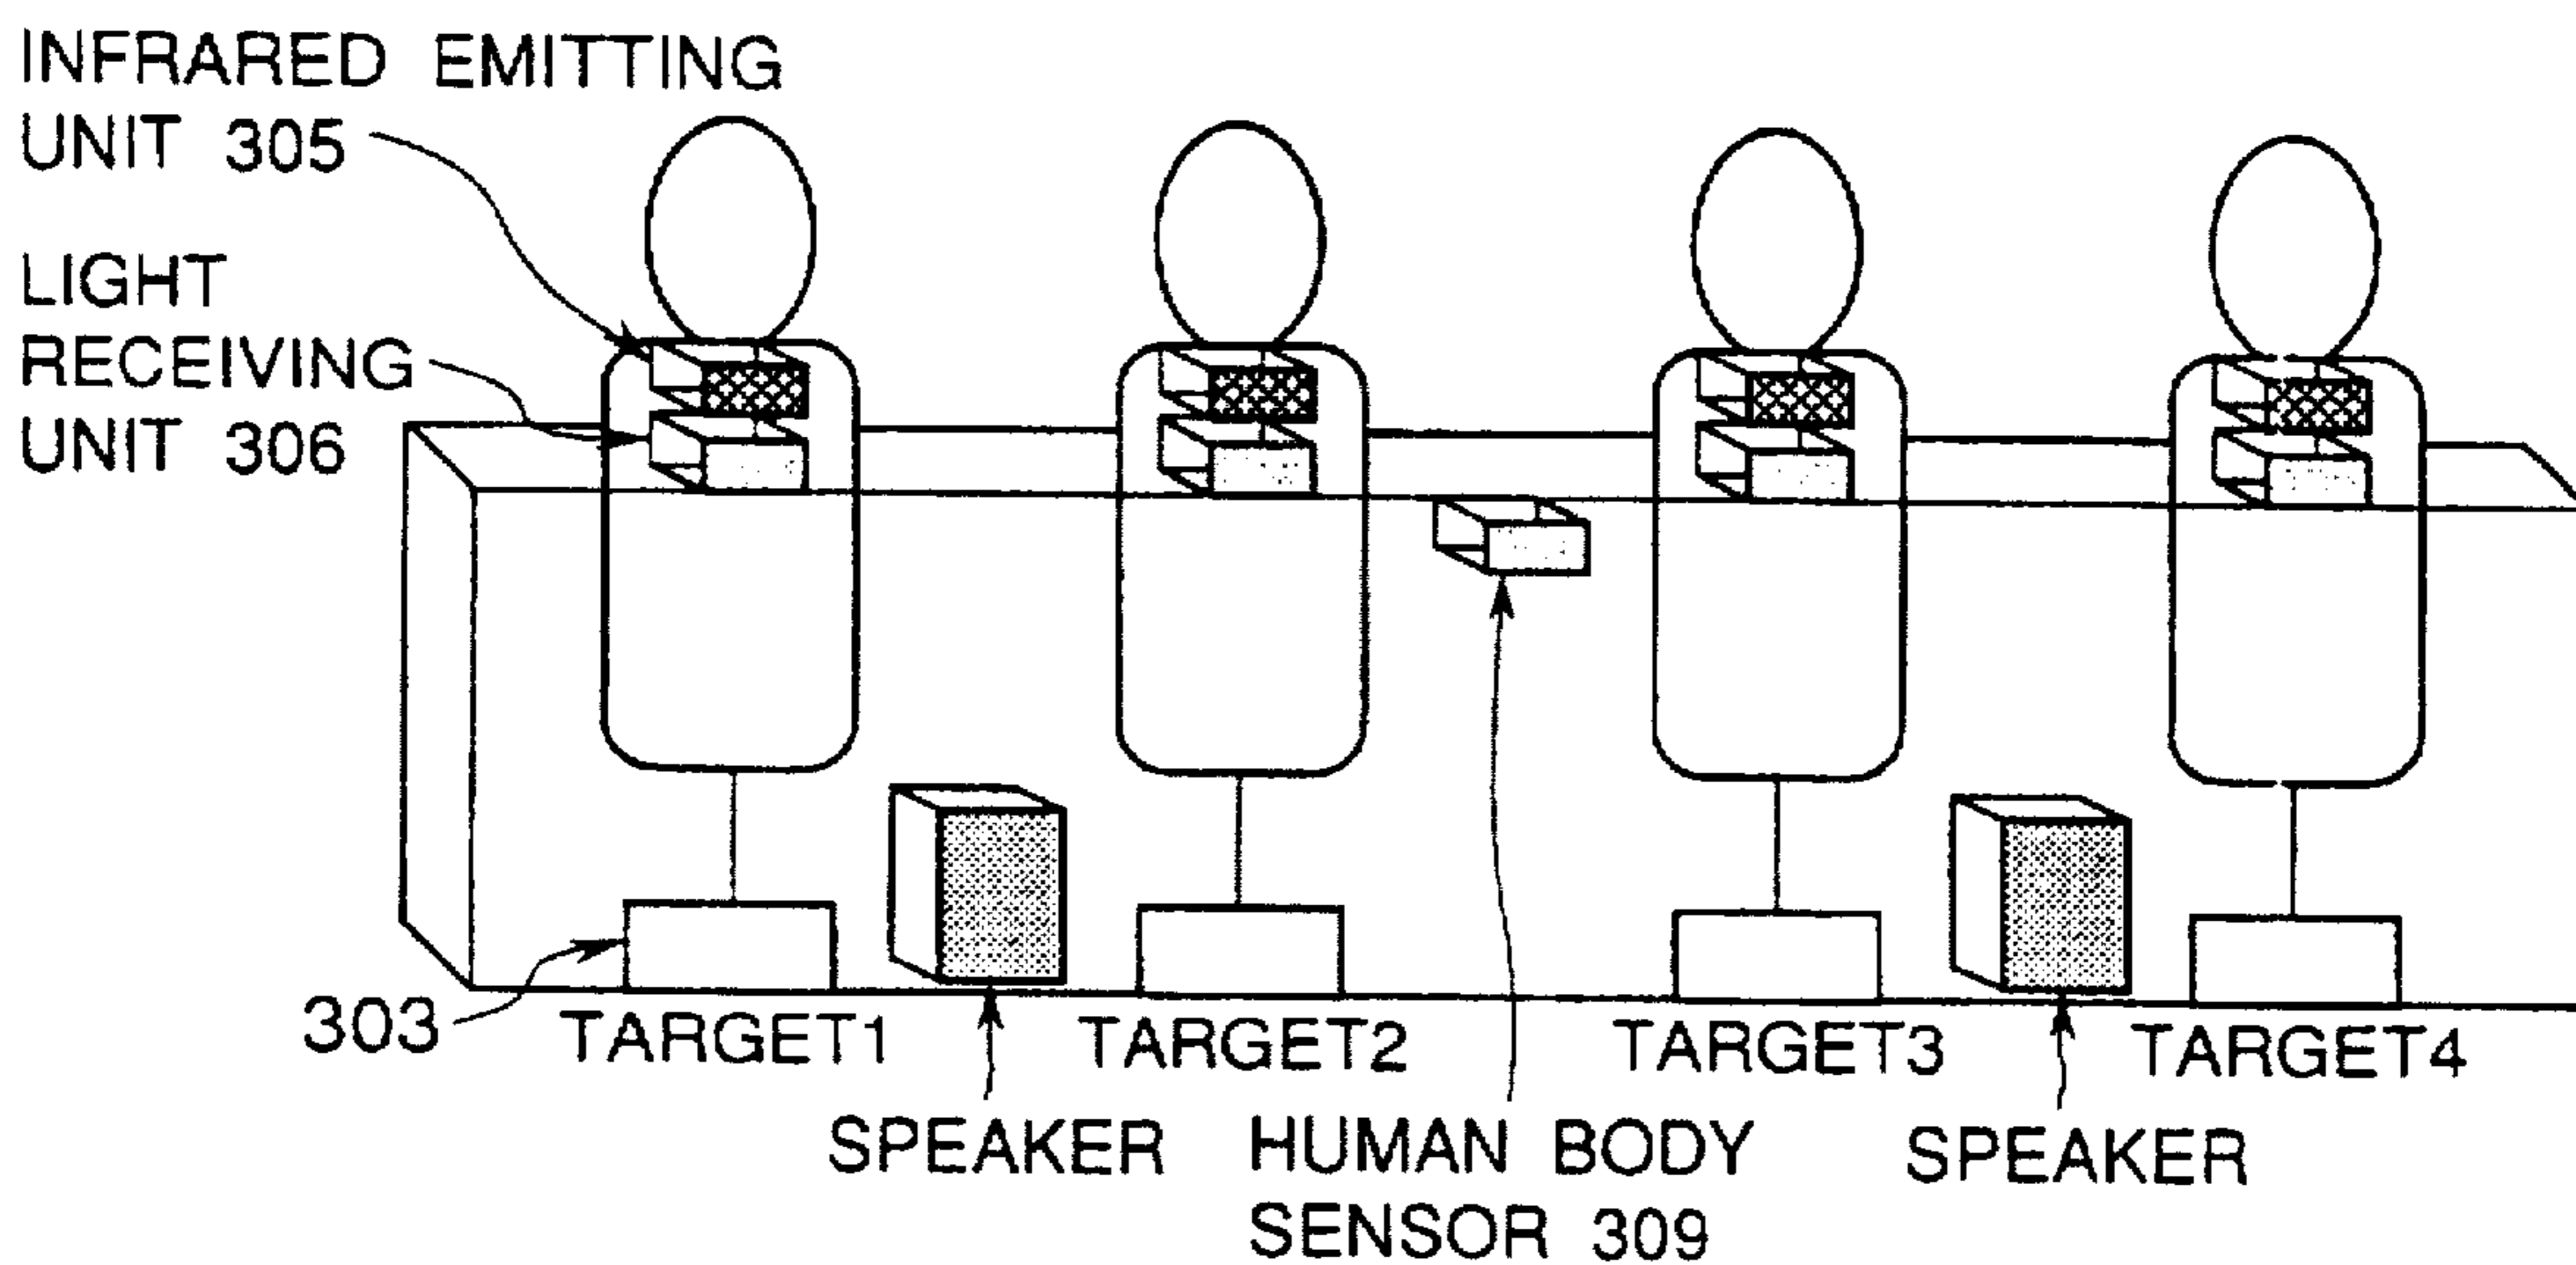 INFRARED EMITTING
UNIT 305
LIGHT
RECEIVING
UNIT 306
303
TARGET1
TARGET2
TARGET3
TARGET4
SPEAKER
HUMAN BODY
SENSOR 309
SPEAKER